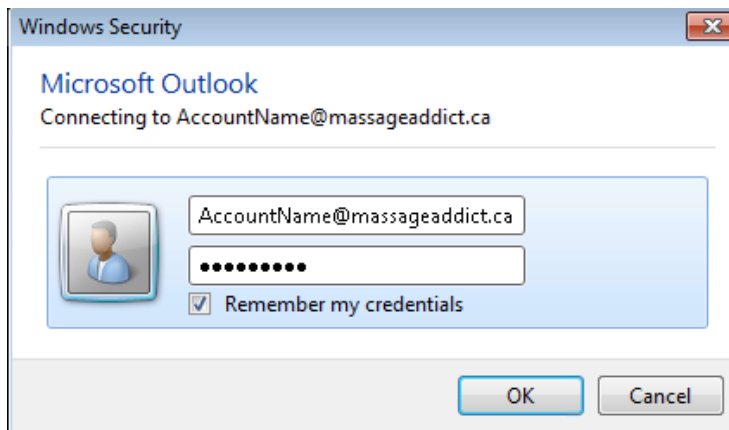 Windows Security
Microsoft Outlook
Connecting to AccountName@massageaddict.ca
AccountName@massageaddict.ca
●●●●●●●●●
Remember my credentials
OK
Cancel